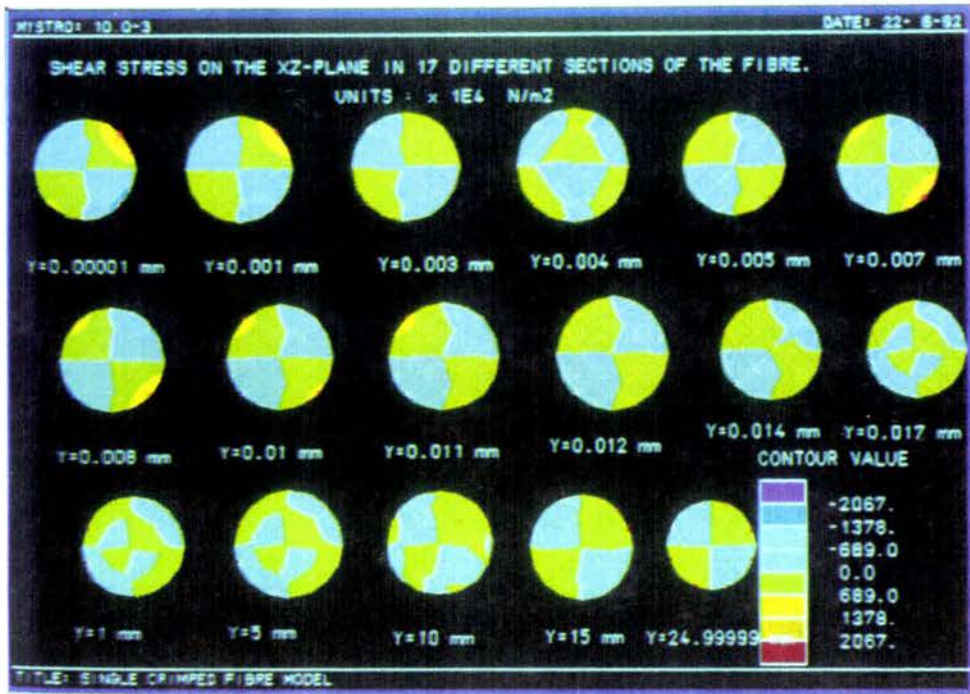 MYSTRO: 10.0-3 DATE: 22- 6-92
SHEAR STRESS ON THE XZ-PLANE IN 17 DIFFERENT SECTIONS OF THE FIBRE.
UNITS : x 1E4 N/m2
Y=0.00001 mm Y=0.001 mm Y=0.003 mm Y=0.004 mm Y=0.005 mm Y=0.007 mm
Y=0.008 mm Y=0.01 mm Y=0.011 mm Y=0.012 mm Y=0.014 mm Y=0.017 mm
CONTOUR VALUE
-2067.
-1378.
-689.0
0.0
689.0
1378.
2067.
Y=1 mm Y=5 mm Y=10 mm Y=15 mm Y=24.99999 mm
TITLE: SINGLE CRIMPED FIBRE MODEL